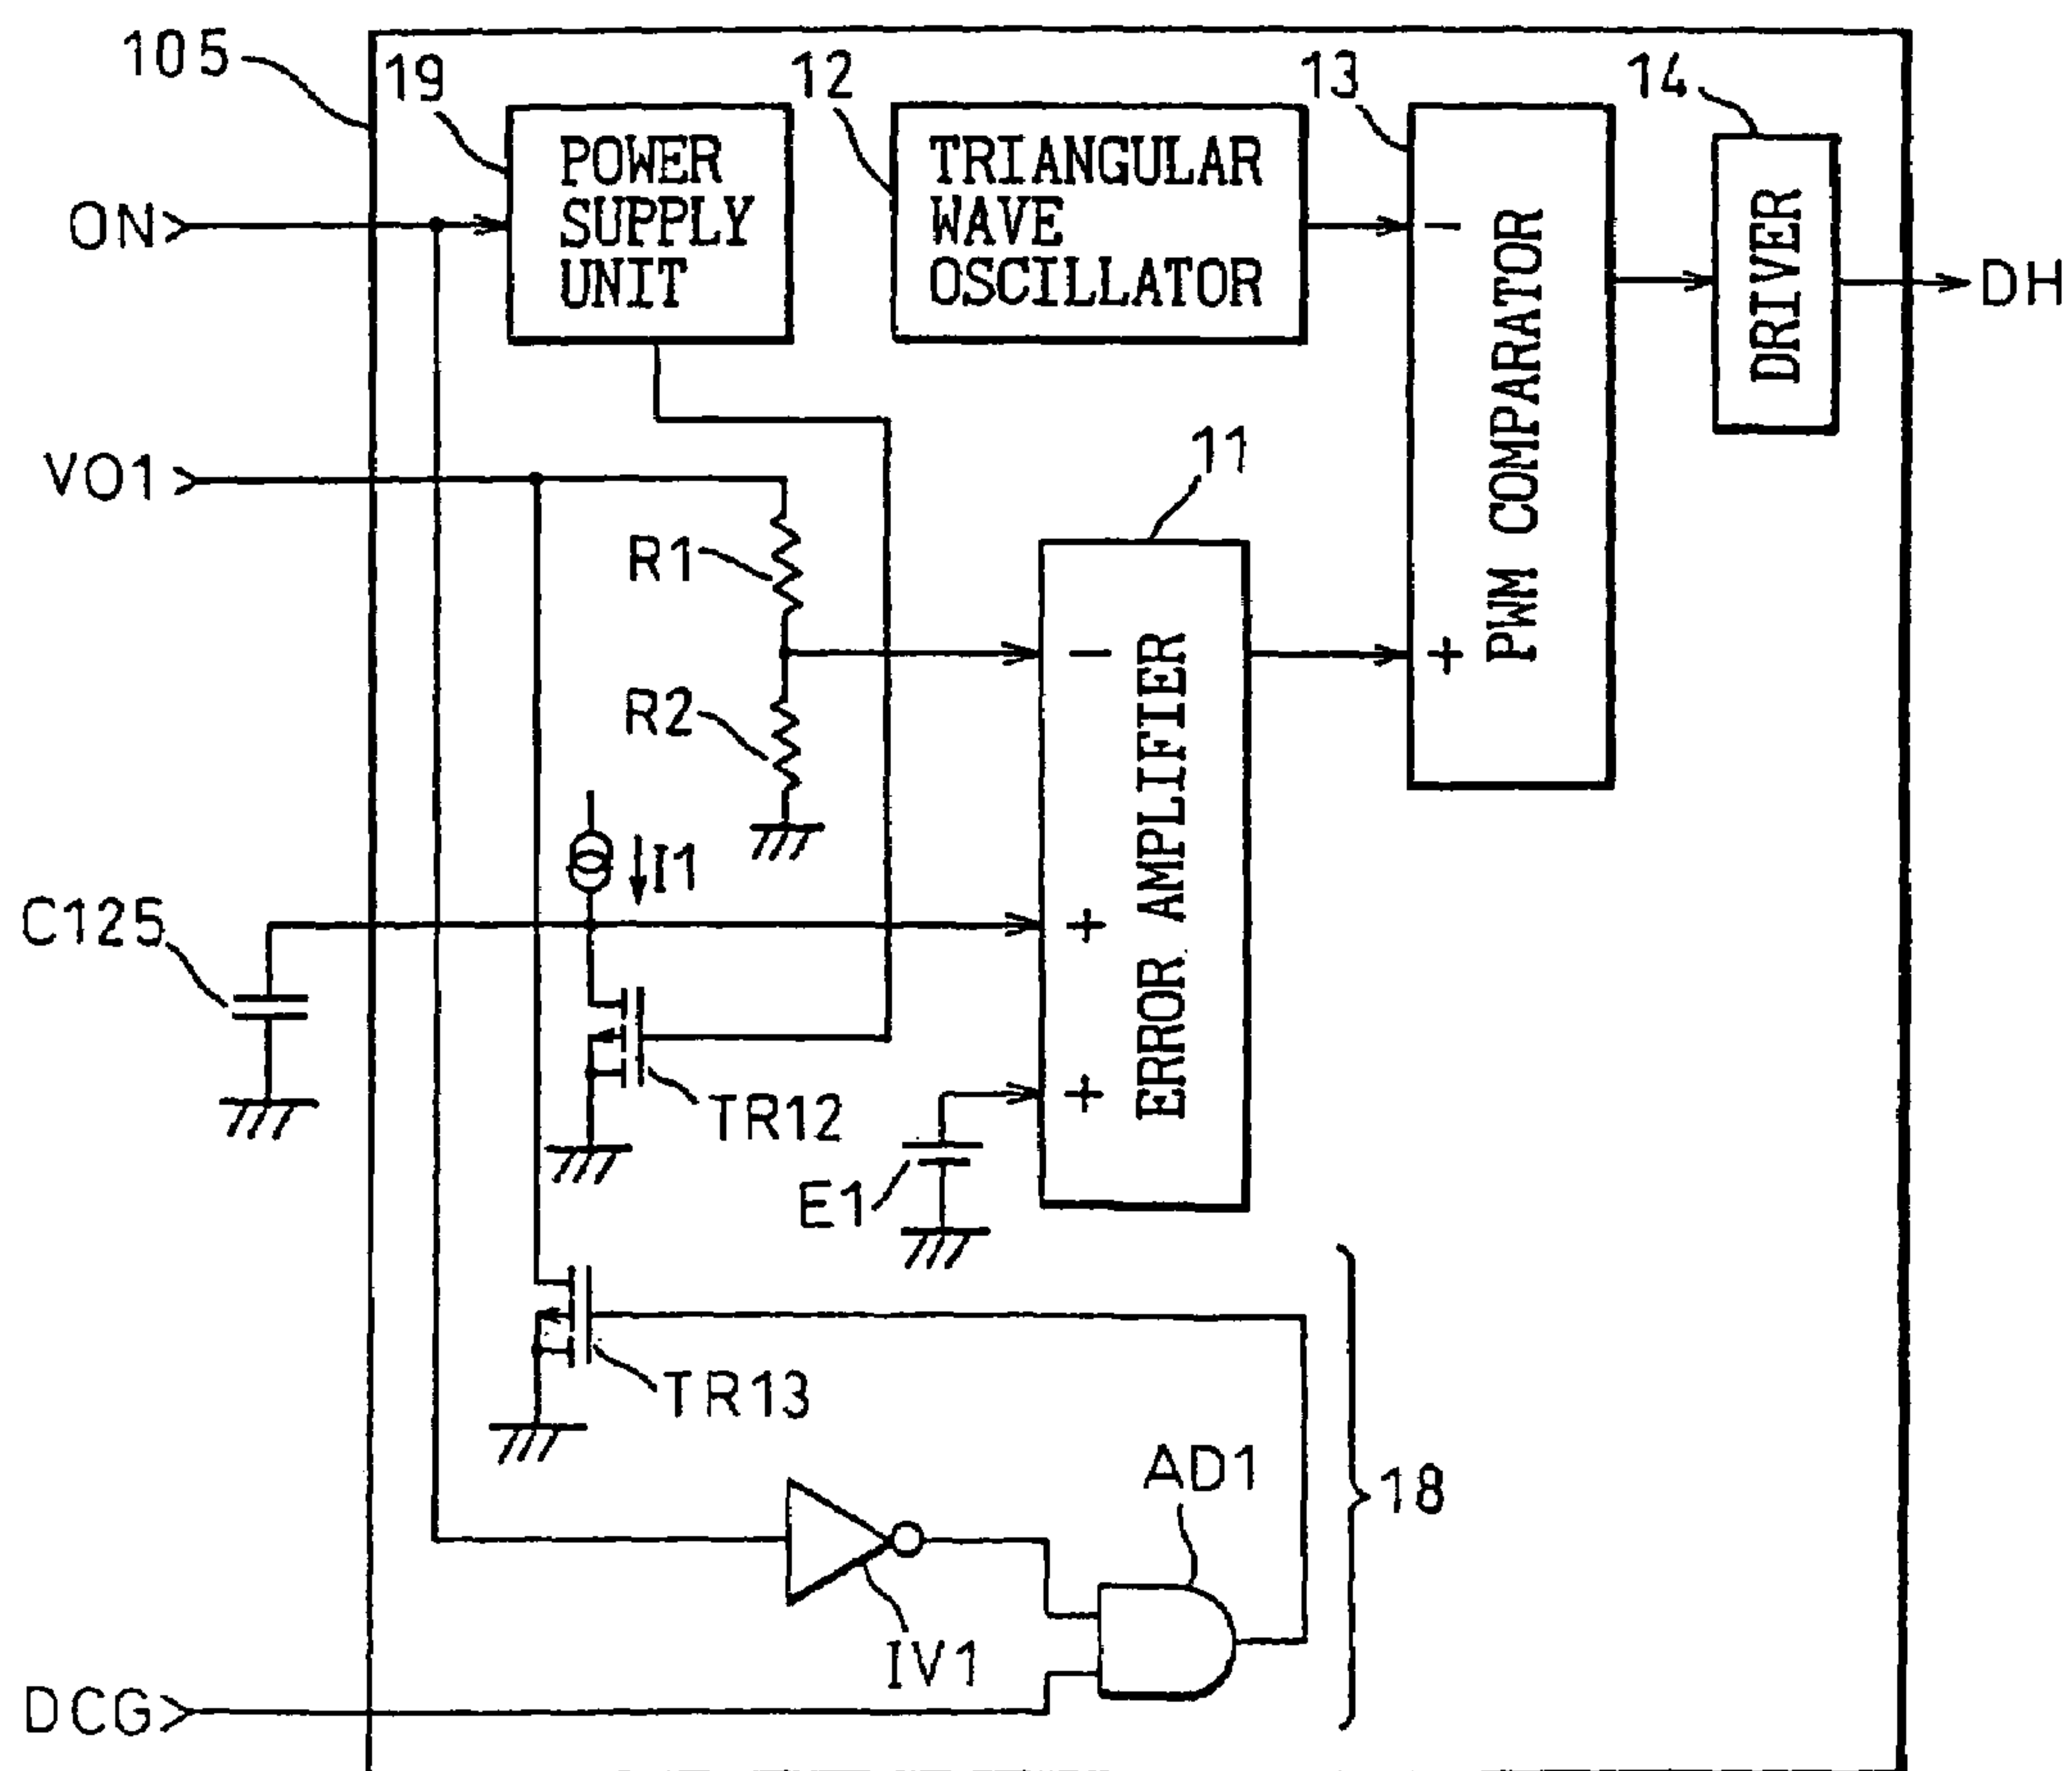 105
19
12
13
14
POWER
SUPPLY
UNIT
TRIANGULAR
WAVE
OSCILLATOR
ON
−
PWM COMPARATOR
DRIVER
DH
VO1
11
R1
−
+
R2
ERROR AMPLIFIER
I1
C125
+
TR12
+
E1
TR13
AD1
18
IV1
DCG